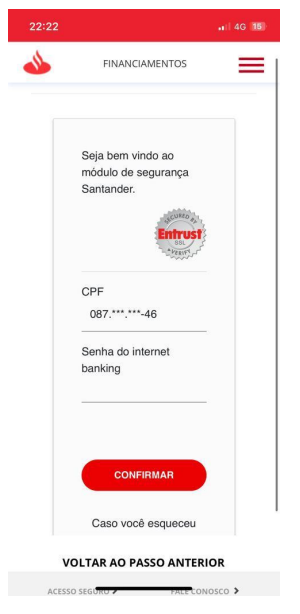 22:22
4G 15
FINANCIAMENTOS
Seja bem vindo ao
módulo de segurança
Santander.
SECURED BY
Entrust
SSL
VERIFY
CPF
087.***.***-46
Senha do internet
banking
CONFIRMAR
Caso você esqueceu
VOLTAR AO PASSO ANTERIOR
ACESSO SEGURO
FALE CONOSCO